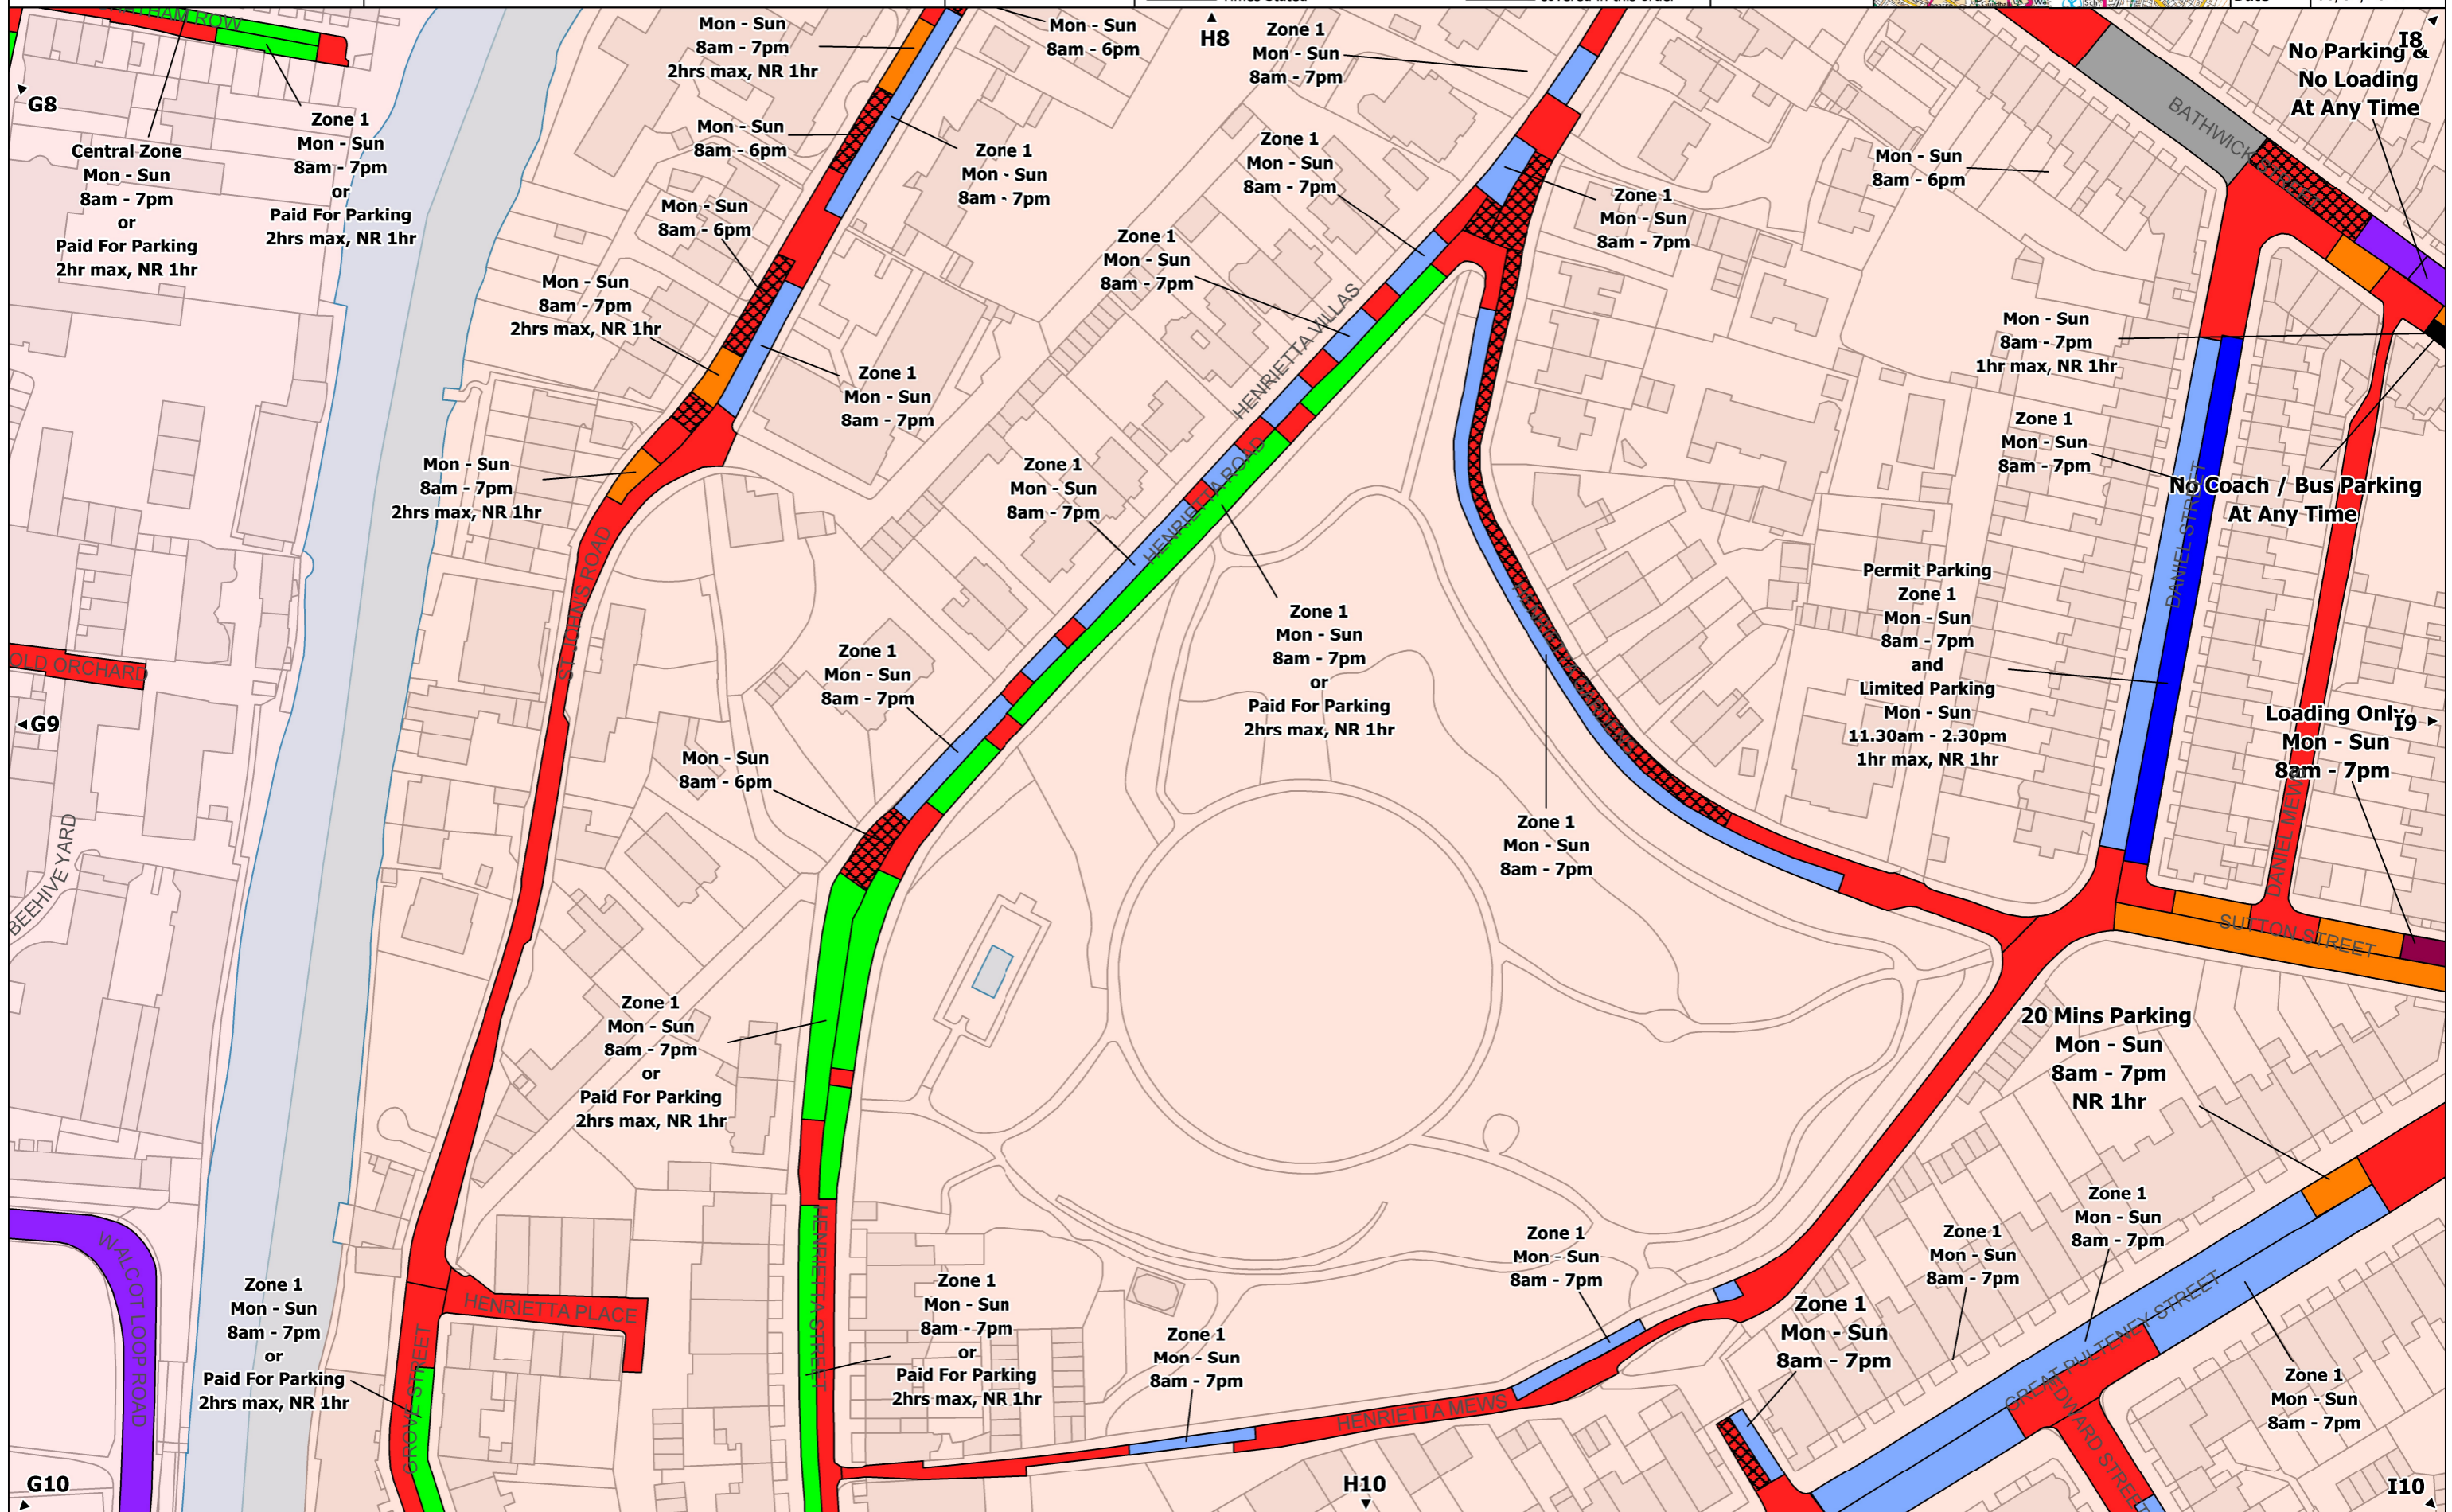 G8
Central Zone
Mon - Sun
8am - 7pm
or
Paid For Parking
2hr max, NR 1hr
Zone 1
Mon - Sun
8am - 7pm
or
Paid For Parking
2hrs max, NR 1hr
Mon - Sun
8am - 7pm
2hrs max, NR 1hr
Mon - Sun
8am - 6pm
Mon - Sun
8am - 6pm
Mon - Sun
8am - 7pm
2hrs max, NR 1hr
Mon - Sun
8am - 7pm
2hrs max, NR 1hr
Mon - Sun
8am - 6pm
Zone 1
Mon - Sun
8am - 7pm
Zone 1
Mon - Sun
8am - 7pm
H8
Zone 1
Mon - Sun
8am - 7pm
Zone 1
Mon - Sun
8am - 7pm
Zone 1
Mon - Sun
8am - 7pm
Zone 1
Mon - Sun
8am - 7pm
Zone 1
Mon - Sun
8am - 7pm
HENRIETTA VILLAS
HENRIETTA ROAD
Mon - Sun
8am - 6pm
I8
No Parking &
No Loading
At Any Time
BATHWICK STREET
Mon - Sun
8am - 7pm
1hr max, NR 1hr
Zone 1
Mon - Sun
8am - 7pm
No Coach / Bus Parking
At Any Time
DANIEL STREET
Permit Parking
Zone 1
Mon - Sun
8am - 7pm
and
Limited Parking
Mon - Sun
11.30am - 2.30pm
1hr max, NR 1hr
Loading Only
Mon - Sun
8am - 7pm
I9
DANIEL MEWS
SUTTON STREET
OLD ORCHARD
G9
BEEHIVE YARD
ST JOHN'S ROAD
Zone 1
Mon - Sun
8am - 7pm
Mon - Sun
8am - 6pm
Zone 1
Mon - Sun
8am - 7pm
or
Paid For Parking
2hrs max, NR 1hr
Zone 1
Mon - Sun
8am - 7pm
Zone 1
Mon - Sun
8am - 7pm
or
Paid For Parking
2hrs max, NR 1hr
20 Mins Parking
Mon - Sun
8am - 7pm
NR 1hr
WALCOT LOOP ROAD
Zone 1
Mon - Sun
8am - 7pm
or
Paid For Parking
2hrs max, NR 1hr
HENRIETTA PLACE
GROVE STREET
HENRIETTA STREET
Zone 1
Mon - Sun
8am - 7pm
or
Paid For Parking
2hrs max, NR 1hr
Zone 1
Mon - Sun
8am - 7pm
HENRIETTA MEWS
Zone 1
Mon - Sun
8am - 7pm
Zone 1
Mon - Sun
8am - 7pm
Zone 1
Mon - Sun
8am - 7pm
Zone 1
Mon - Sun
8am - 7pm
GREAT PULTENEY STREET
EDWARD STREET
Zone 1
Mon - Sun
8am - 7pm
G10
H10
I10